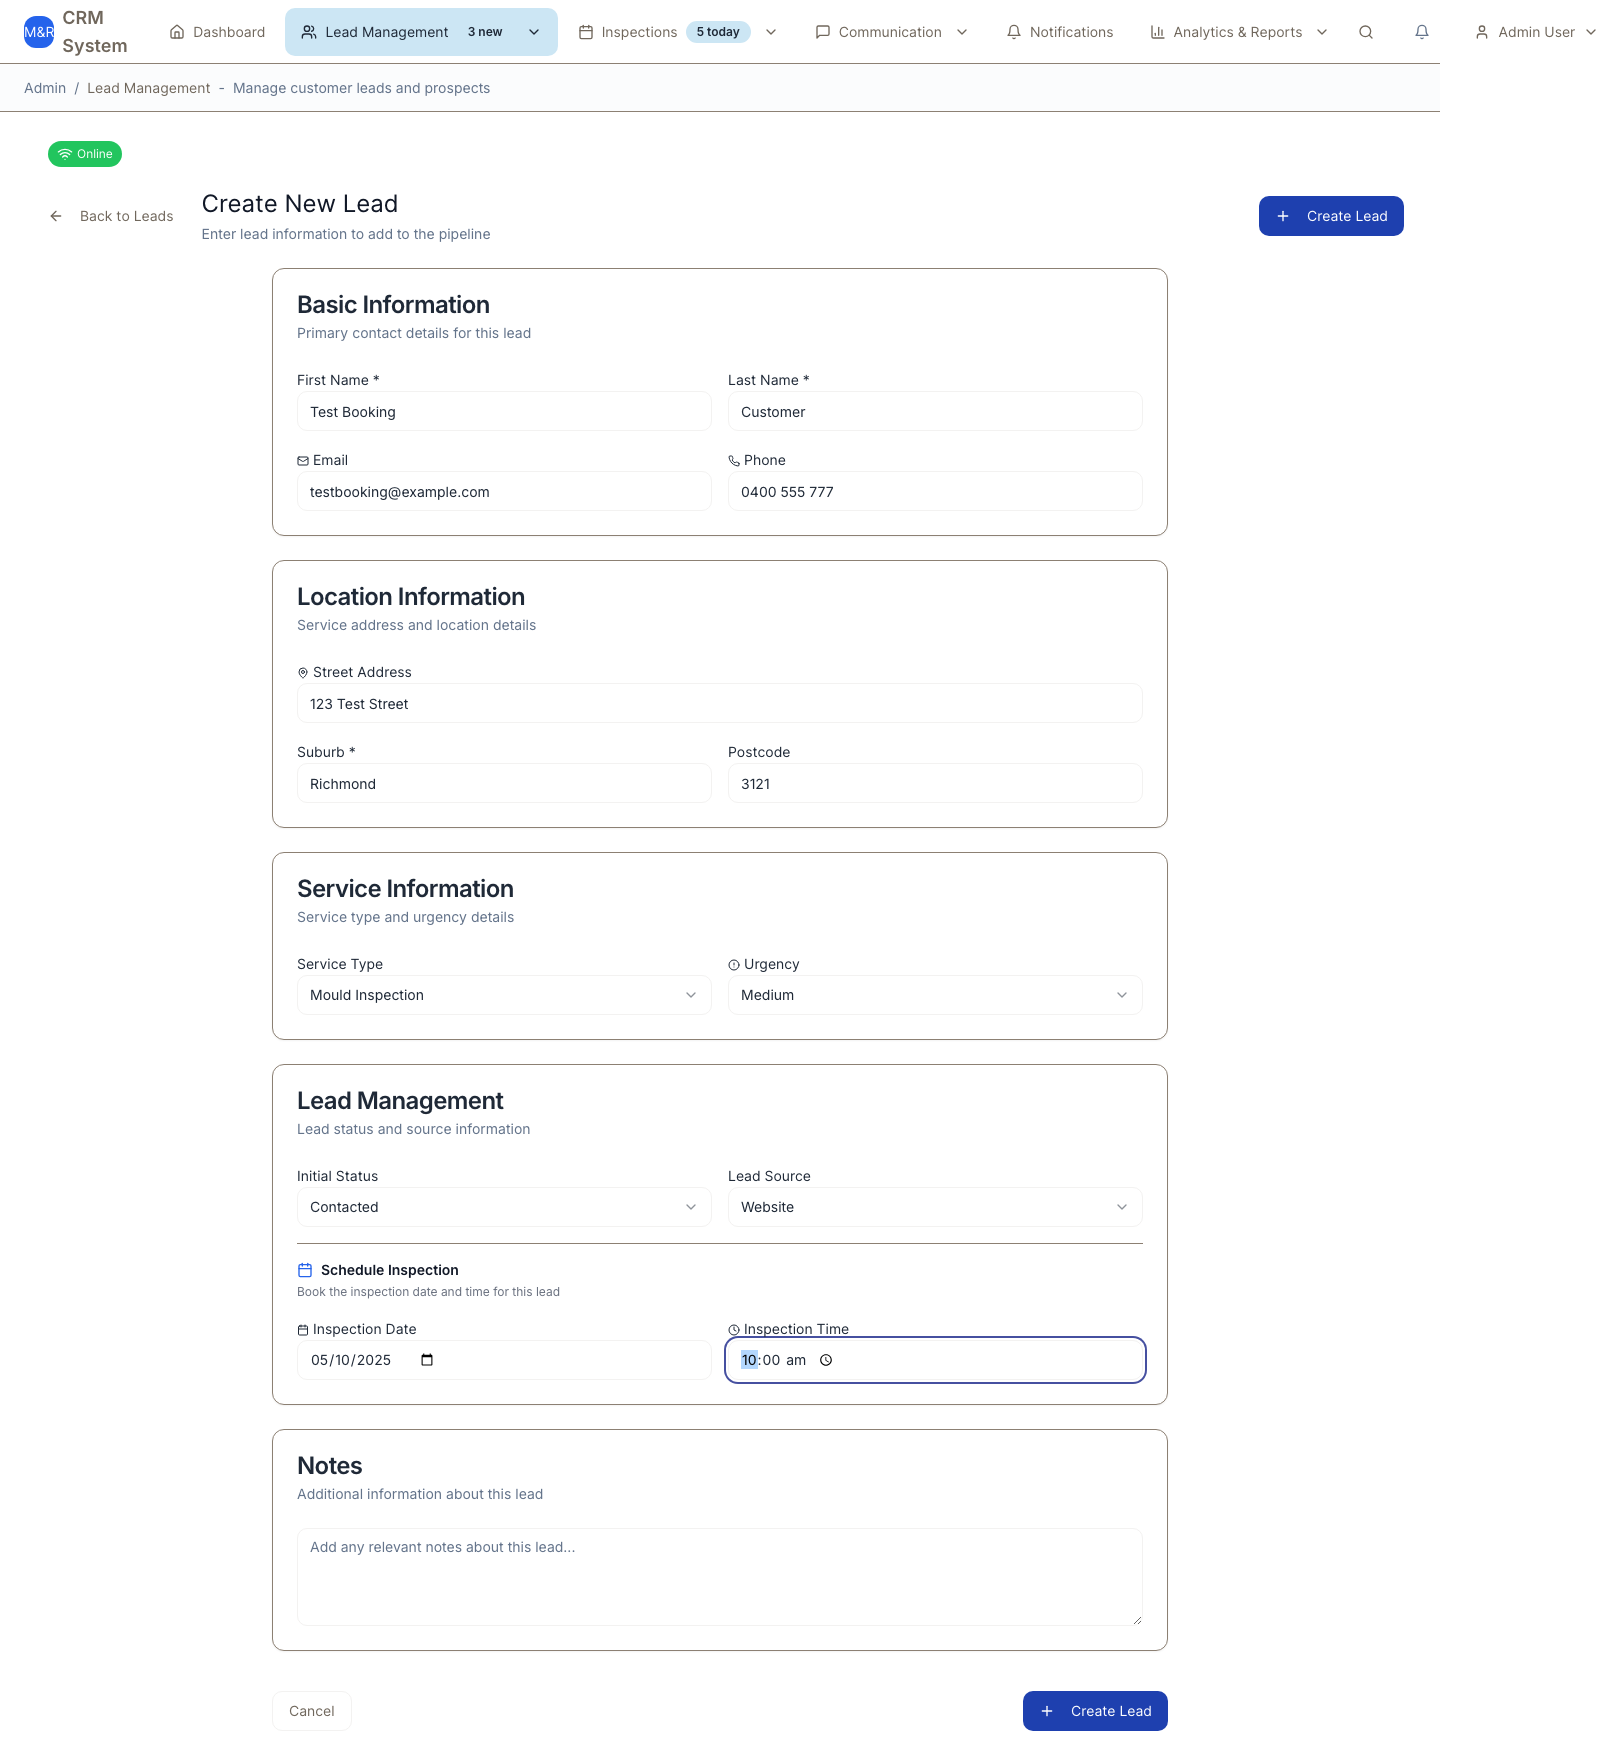 M&R
CRM System
Dashboard
Lead Management 3 new
Inspections 5 today
Communication
Notifications
Analytics & Reports
Admin User
Admin / Lead Management - Manage customer leads and prospects
Online
Back to Leads
Create New Lead
Enter lead information to add to the pipeline
Create Lead
Basic Information
Primary contact details for this lead
First Name *
Last Name *
Test Booking
Customer
Email
Phone
testbooking@example.com
0400 555 777
Location Information
Service address and location details
Street Address
123 Test Street
Suburb *
Postcode
Richmond
3121
Service Information
Service type and urgency details
Service Type
Urgency
Mould Inspection
Medium
Lead Management
Lead status and source information
Initial Status
Lead Source
Contacted
Website
Schedule Inspection
Book the inspection date and time for this lead
Inspection Date
Inspection Time
05/10/2025
10:00 am
Notes
Additional information about this lead
Add any relevant notes about this lead...
Cancel
Create Lead